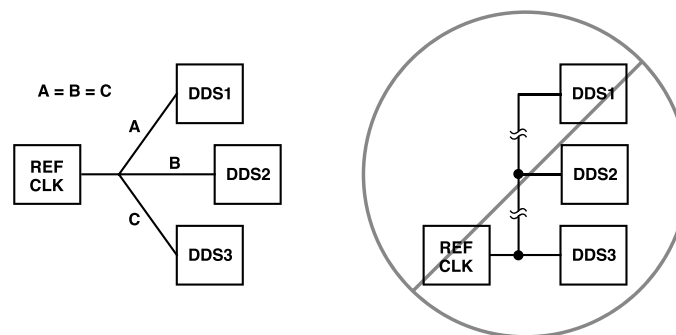 A = B = C
DDS1
A
REF
CLK
B
DDS2
C
DDS3
DDS1
DDS2
REF
CLK
DDS3